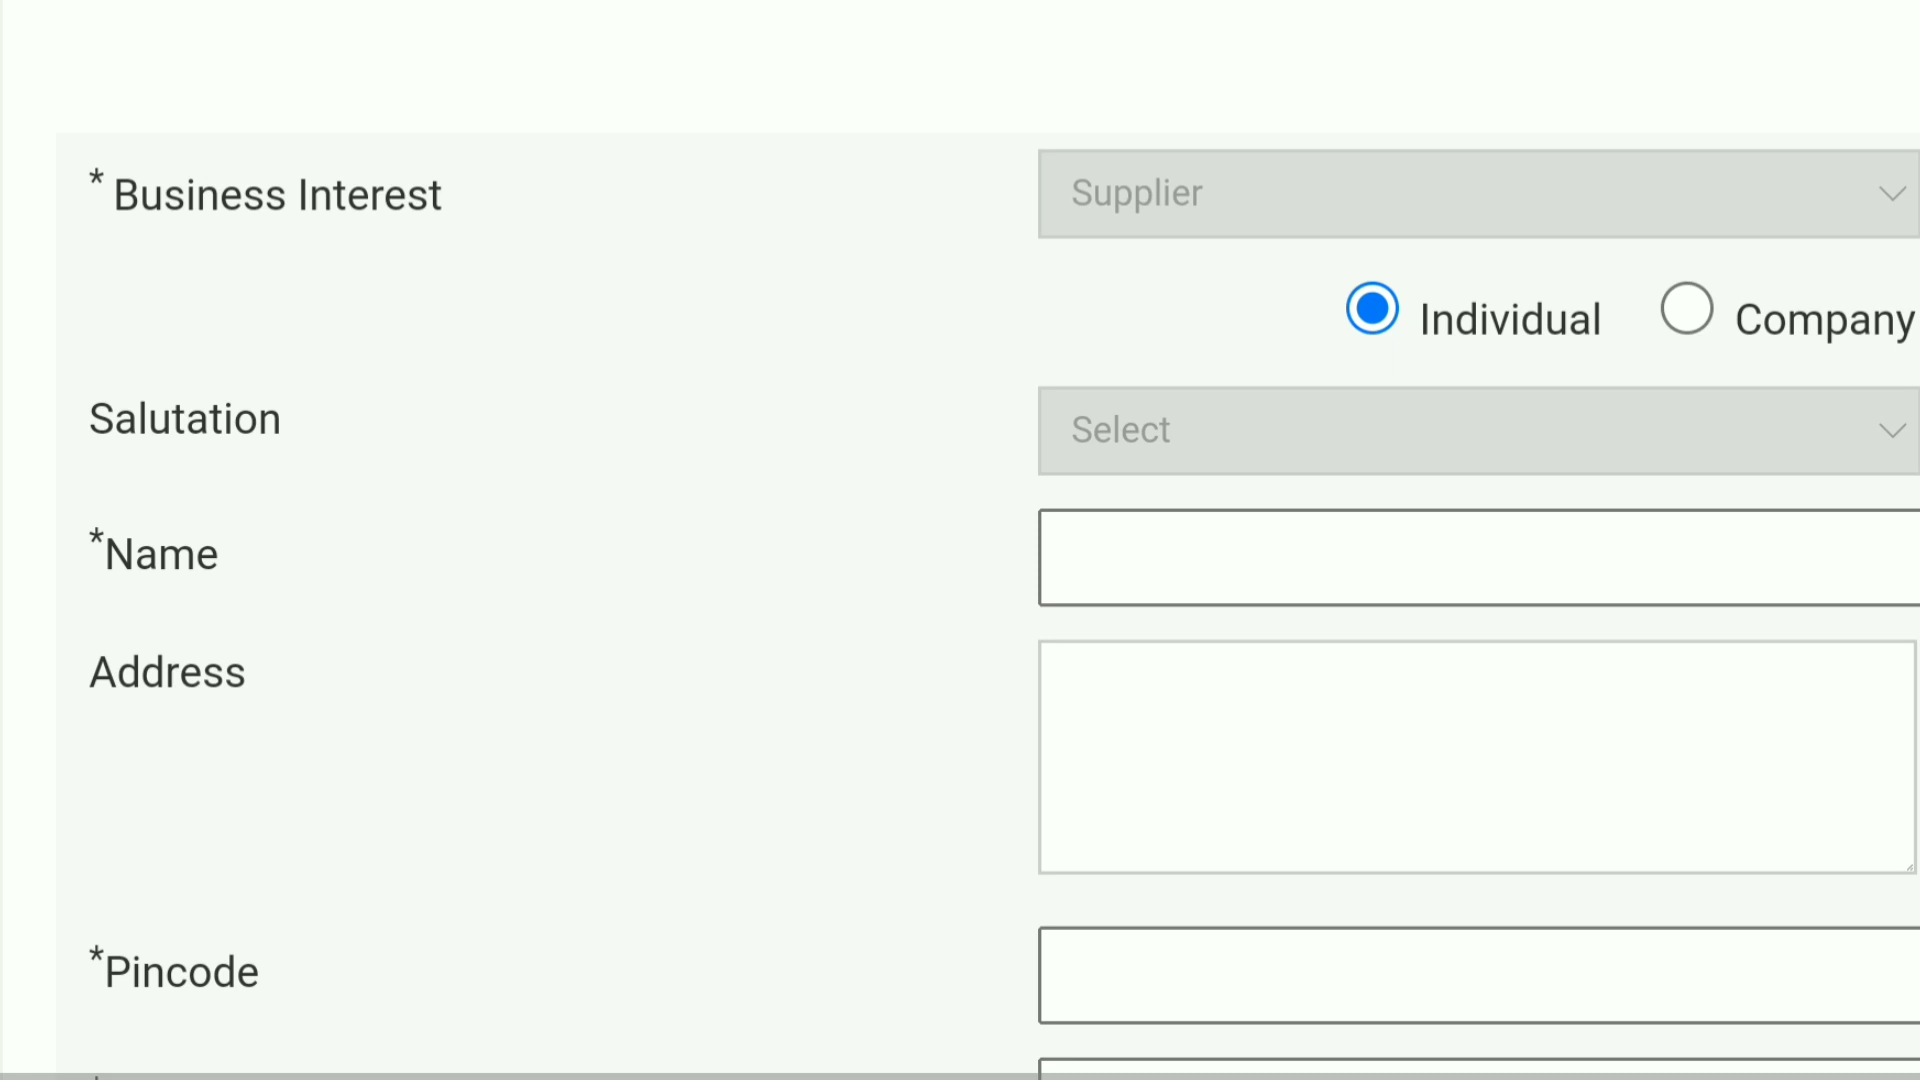 * Business Interest
Supplier
Individual Company
Salutation
Select
*Name
Address
*Pincode